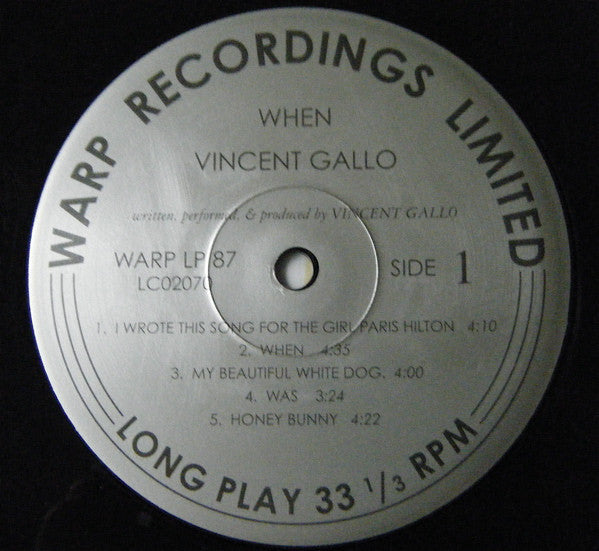 WARP RECORDINGS LIMITED
WHEN
VINCENT GALLO
written, performed, & produced by VINCENT GALLO
WARP LP 87
LC02070
SIDE 1
1. I WROTE THIS SONG FOR THE GIRL PARIS HILTON 4:10
2. WHEN 4:35
3. MY BEAUTIFUL WHITE DOG. 4:00
4. WAS 3:24
5. HONEY BUNNY 4:22
LONG PLAY 33 1/3 RPM